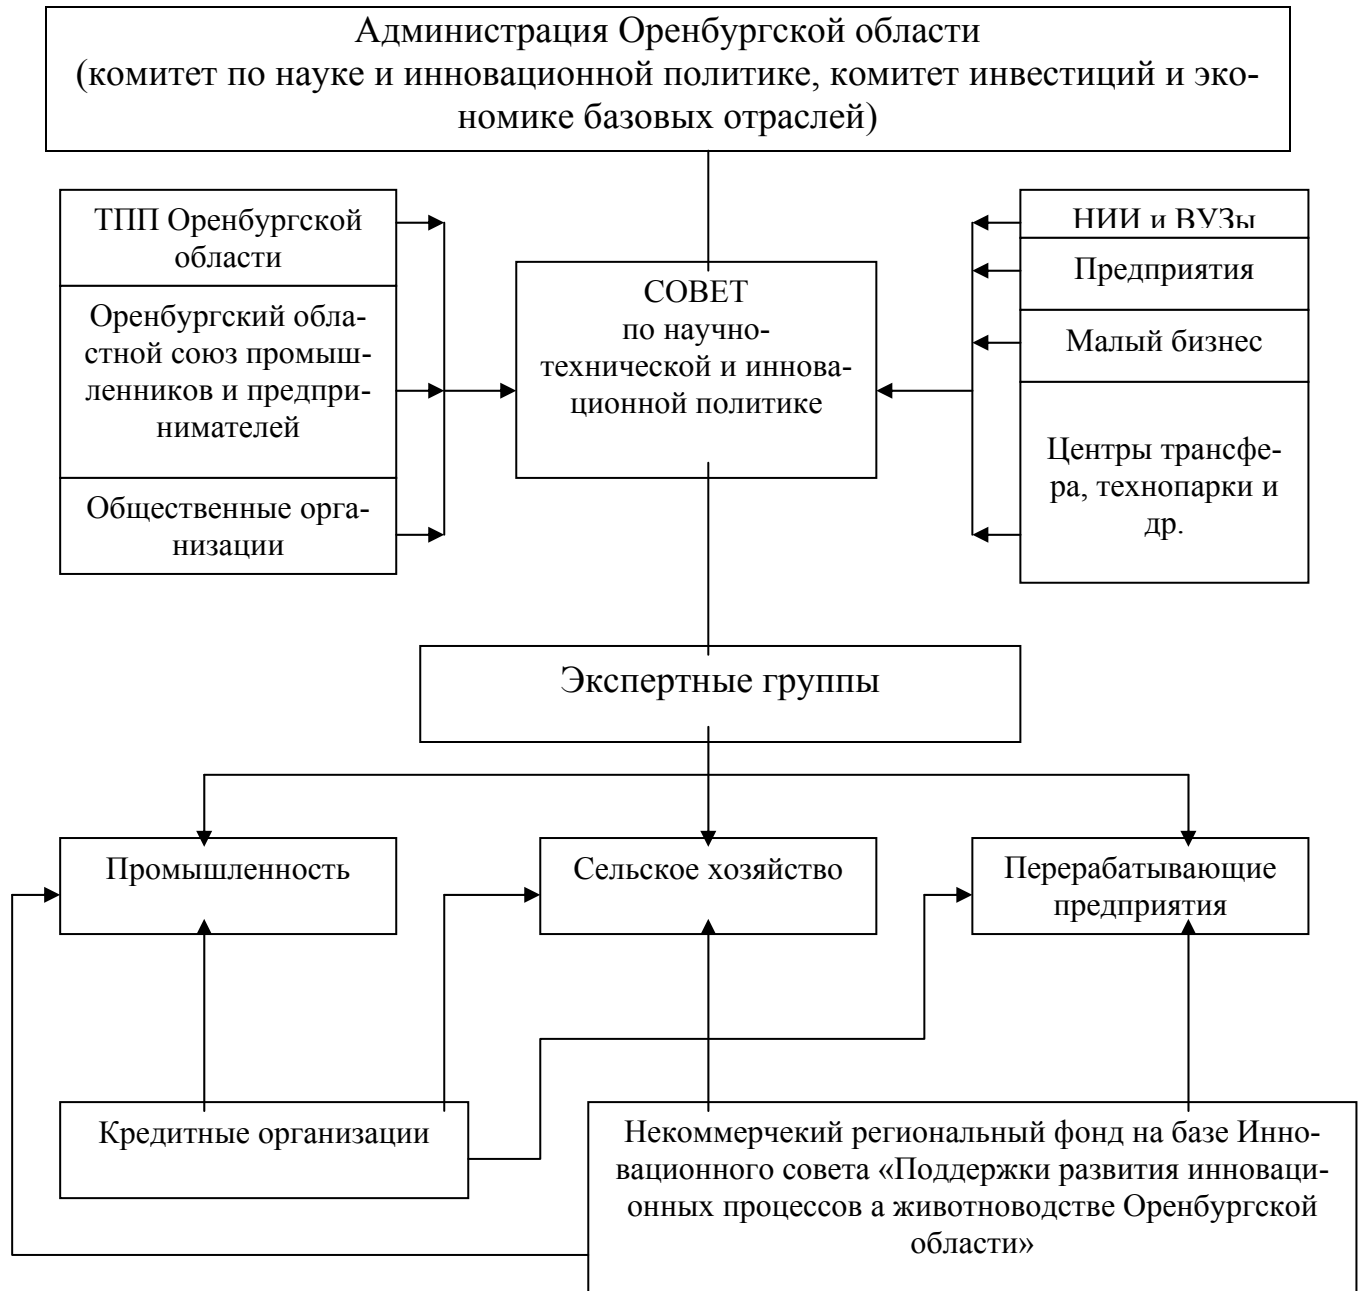 Администрация Оренбургской области
(комитет по науке и инновационной политике, комитет инвестиций и эко-
номике базовых отраслей)
ТПП Оренбургской
области
Оренбургский обла-
стной союз промыш-
ленников и предпри-
нимателей
Общественные орга-
низации
СОВЕТ
по научно-
технической и иннова-
ционной политике
НИИ и ВУЗы
Предприятия
Малый бизнес
Центры трансфе-
ра, технопарки и
др.
Экспертные группы
Промышленность
Сельское хозяйство
Перерабатывающие
предприятия
Кредитные организации
Некоммерчекий региональный фонд на базе Инно-
вационного совета «Поддержки развития инноваци-
онных процессов а животноводстве Оренбургской
области»